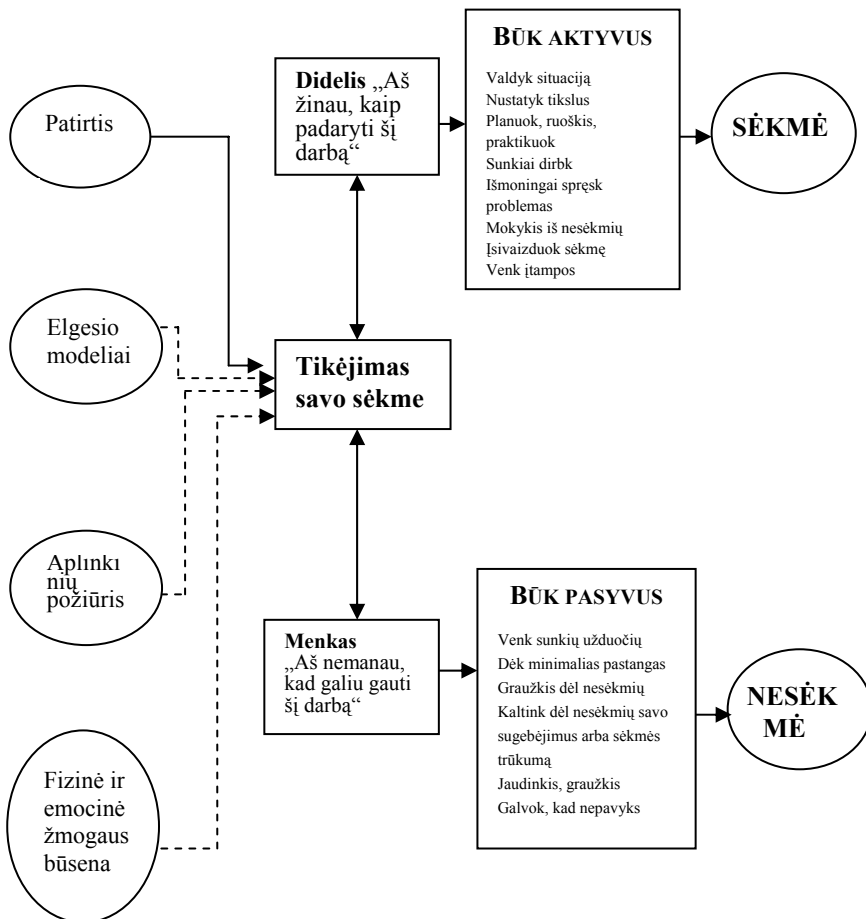 Patirtis
Elgesio
modeliai
Aplinki
nių
požiūris
Fizinė ir
emocinė
žmogaus
būsena
Tikėjimas
savo sėkme
Didelis „Aš
žinau, kaip
padaryti šį
darbą“
BŪK AKTYVUS
Valdyk situaciją
Nustatyk tikslus
Planuok, ruoškis,
praktikuok
Sunkiai dirbk
Išmoningai spręsk
problemas
Mokykis iš nesėkmių
Įsivaizduok sėkmę
Venk įtampos
SĖKMĖ
Menkas
„Aš nemanau,
kad galiu gauti
šį darbą“
BŪK PASYVUS
Venk sunkių užduočių
Dėk minimalias pastangas
Graužkis dėl nesėkmių
Kaltink dėl nesėkmių savo
sugebėjimus arba sėkmės
trūkumą
Jaudinkis, graužkis
Galvok, kad nepavyks
NESĖK
MĖ